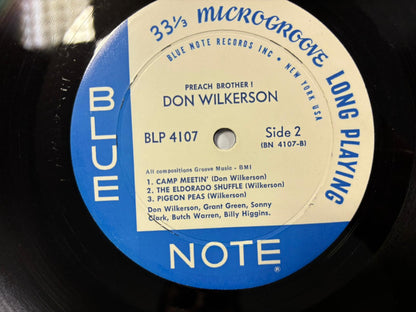 33⅓ MICROGROOVE LONG PLAYING
BLUE NOTE RECORDS INC • NEW YORK USA
PREACH BROTHER !
DON WILKERSON
BLP 4107
Side 2
(BN 4107-B)
All compositions Groove Music - BMI
1. CAMP MEETIN' (Don Wilkerson)
2. THE ELDORADO SHUFFLE (Wilkerson)
3. PIGEON PEAS (Wilkerson)
Don Wilkerson, Grant Green, Sonny
Clark, Butch Warren, Billy Higgins.
BLUE
NOTE®